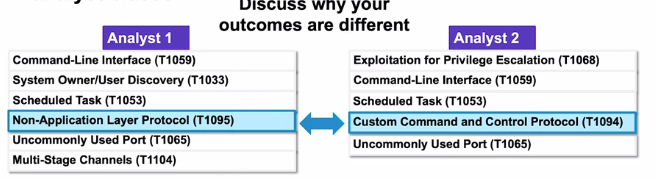 Discuss why your
outcomes are different
Analyst 1
Command-Line Interface (T1059)
System Owner/User Discovery (T1033)
Scheduled Task (T1053)
Non-Application Layer Protocol (T1095)
Uncommonly Used Port (T1065)
Multi-Stage Channels (T1104)
Analyst 2
Exploitation for Privilege Escalation (T1068)
Command-Line Interface (T1059)
Scheduled Task (T1053)
Custom Command and Control Protocol (T1094)
Uncommonly Used Port (T1065)